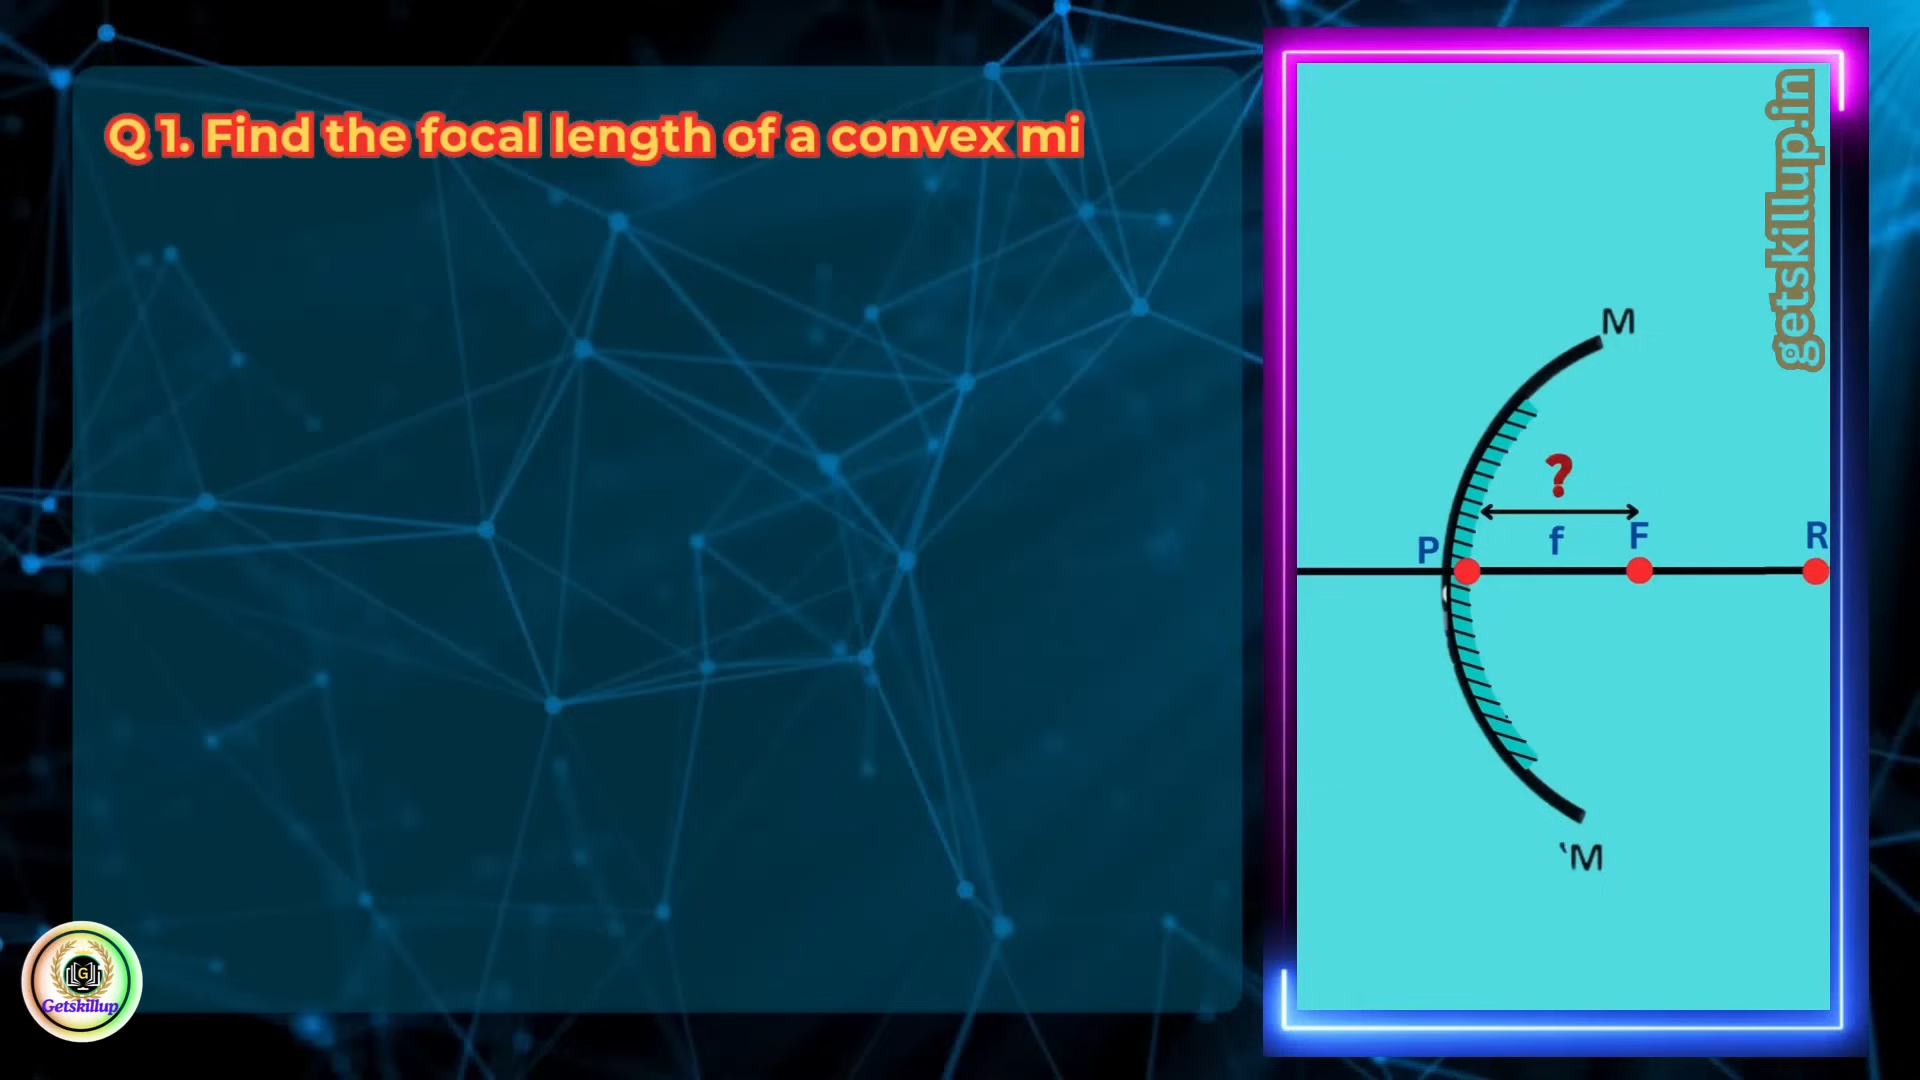 Q 1. Find the focal length of a convex mi
getskillup.in
M
?
P
f
F
R
'M
G
Getskillup